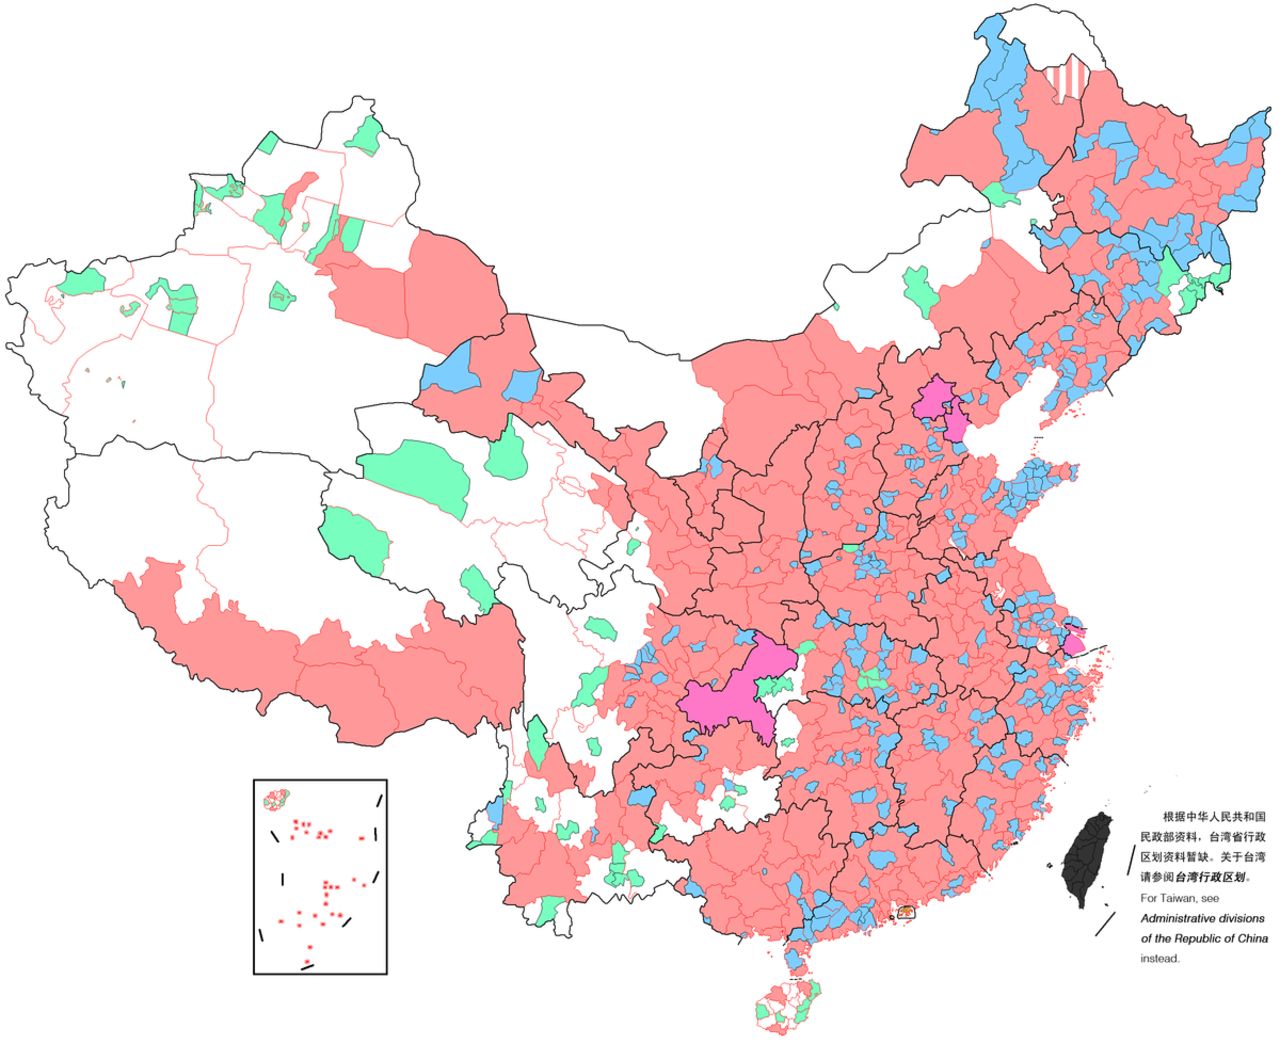 根据中华人民共和国
民政部资料，台湾省行政
区划资料暂缺。关于台湾
请参阅台湾行政区划。
For Taiwan, see
Administrative divisions
of the Republic of China
instead.